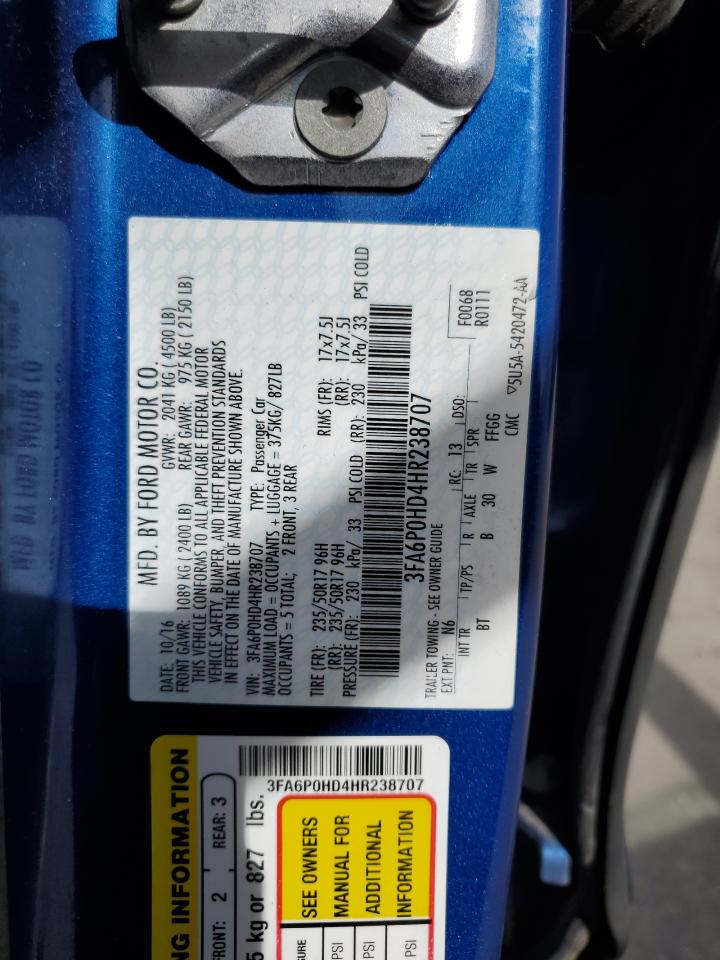 MFD. BY FORD MOTOR CO.
DATE: 10/16 GVWR: 2041 KG ( 4500 LB)
FRONT GAWR: 1089 KG ( 2400 LB) REAR GAWR: 975 KG ( 2150 LB)
THIS VEHICLE CONFORMS TO ALL APPLICABLE FEDERAL MOTOR
VEHICLE SAFETY, BUMPER, AND THEFT PREVENTION STANDARDS
IN EFFECT ON THE DATE OF MANUFACTURE SHOWN ABOVE.
VIN: 3FA6P0HD4HR238707 TYPE: Passenger Car
MAXIMUM LOAD = OCCUPANTS + LUGGAGE = 375KG/ 827LB
OCCUPANTS = 5 TOTAL, 2 FRONT, 3 REAR
TIRE (FR): 235/50R17 96H RIMS (FR): 17x7.5J
(RR): 235/50R17 96H (RR): 17x7.5J
PRESSURE (FR): 230 kPa/ 33 PSI COLD (RR): 230 kPa/ 33 PSI COLD
3FA6P0HD4HR238707
TRAILER TOWING - SEE OWNER GUIDE
EXT PNT: N6 RC: 13 DSO: F0068
INT TR TP/PS R AXLE TR SPR R0111
BT B 30 W FFGG
CMC 5U5A-5420472-AA
NG INFORMATION
FRONT: 2 REAR: 3
5 kg or 827 lbs.
3FA6P0HD4HR238707
SEE OWNERS
MANUAL FOR
ADDITIONAL
INFORMATION
SURE
PSI
PSI
PSI